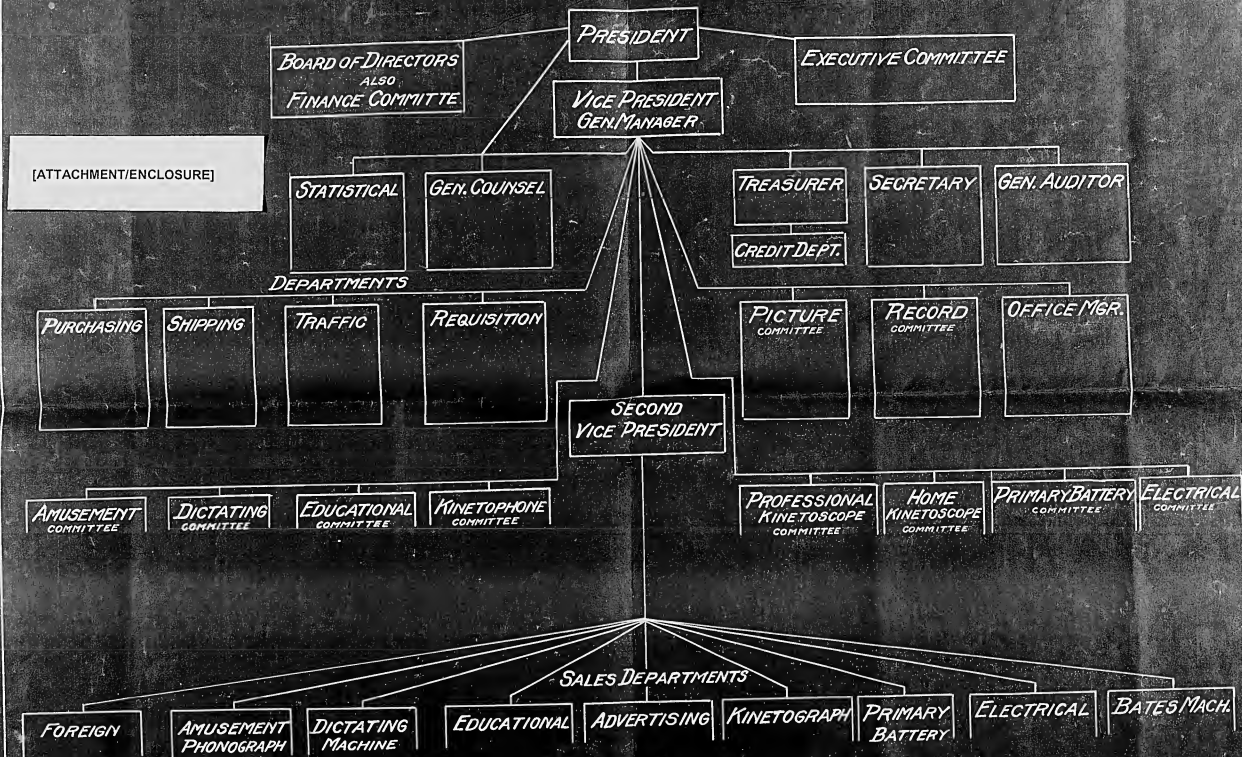 PRESIDENT
BOARD OF DIRECTORS
ALSO
FINANCE COMMITTE
EXECUTIVE COMMITTEE
VICE PRESIDENT
GEN. MANAGER
[ATTACHMENT/ENCLOSURE]
STATISTICAL
GEN. COUNSEL
TREASURER
CREDIT DEPT.
SECRETARY
GEN. AUDITOR
DEPARTMENTS
PURCHASING
SHIPPING
TRAFFIC
REQUISITION
PICTURE
COMMITTEE
RECORD
COMMITTEE
OFFICE MGR.
SECOND
VICE PRESIDENT
AMUSEMENT
COMMITTEE
DICTATING
COMMITTEE
EDUCATIONAL
COMMITTEE
KINETOPHONE
COMMITTEE
PROFESSIONAL
KINETOSCOPE
COMMITTEE
HOME
KINETOSCOPE
COMMITTEE
PRIMARY BATTERY
COMMITTEE
ELECTRICAL
COMMITTEE
SALES DEPARTMENTS
FOREIGN
AMUSEMENT
PHONOGRAPH
DICTATING
MACHINE
EDUCATIONAL
ADVERTISING
KINETOGRAPH
PRIMARY
BATTERY
ELECTRICAL
BATES MACH.